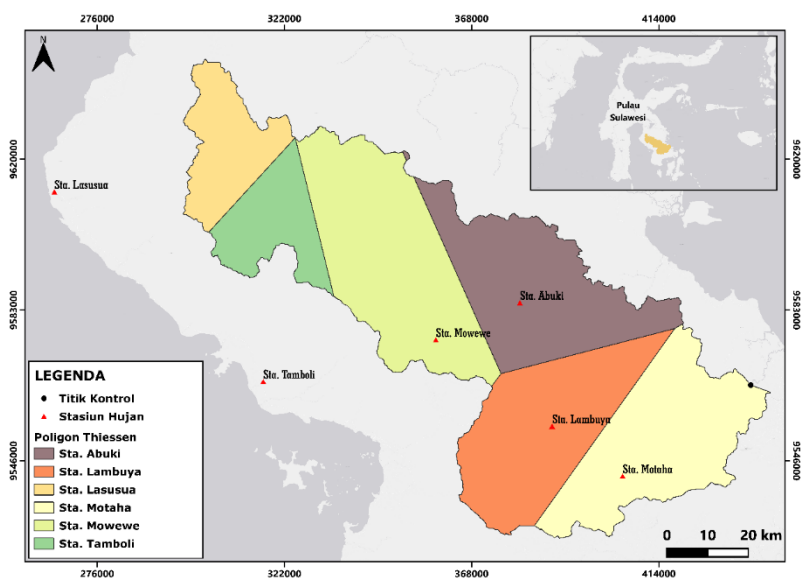 276000
322000
368000
414000
N
Pulau
Sulawesi
9620000
9620000
Sta. Lasusua
Sta. Abuki
9583000
9583000
Sta. Mowewe
Sta. Tamboli
LEGENDA
Titik Kontrol
Stasiun Hujan
Poligon Thiessen
Sta. Abuki
Sta. Lambuya
Sta. Lasusua
Sta. Motaha
Sta. Mowewe
Sta. Tamboli
Sta. Lambuya
9546000
9546000
Sta. Motaha
0 10 20 km
276000
322000
368000
414000